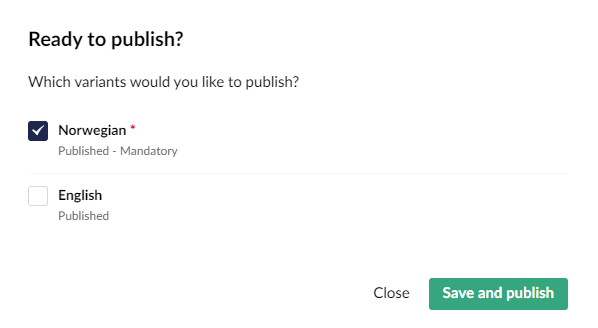 Ready to publish?
Which variants would you like to publish?
Norwegian *
Published - Mandatory
English
Published
Close
Save and publish